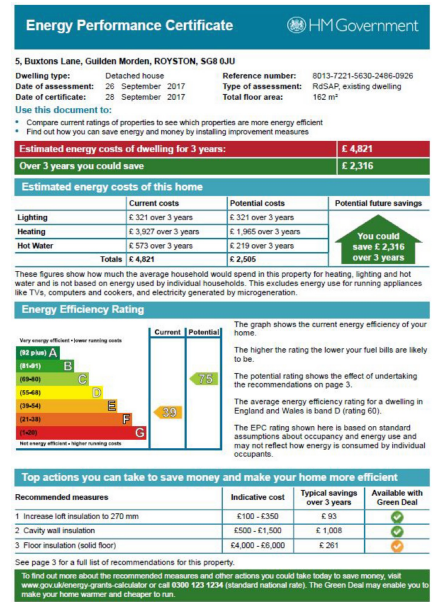 Energy Performance Certificate
HM Government
5, Buxtons Lane, Guilden Morden, ROYSTON, SG8 0JU
Dwelling type: Detached house
Reference number: 8013-7221-5630-2486-0926
Date of assessment: 26 September 2017
Type of assessment: RdSAP, existing dwelling
Date of certificate: 28 September 2017
Total floor area: 162 m²
Use this document to:
• Compare current ratings of properties to see which properties are more energy efficient
• Find out how you can save energy and money by installing improvement measures
Estimated energy costs of dwelling for 3 years: £ 4,821
Over 3 years you could save £ 2,316
Estimated energy costs of this home
Current costs Potential costs Potential future savings
Lighting £ 321 over 3 years £ 321 over 3 years
Heating £ 3,927 over 3 years £ 1,965 over 3 years
Hot Water £ 573 over 3 years £ 219 over 3 years
Totals £ 4,821 £ 2,505
You could
save £ 2,316
over 3 years
These figures show how much the average household would spend in this property for heating, lighting and hot
water and is not based on energy used by individual households. This excludes energy use for running appliances
like TVs, computers and cookers, and electricity generated by microgeneration.
Energy Efficiency Rating
Current Potential
Very energy efficient - lower running costs
(92 plus) A
(81-91) B
(69-80) C
(55-68) D
(39-54) E
(21-38) F
(1-20) G
Not energy efficient - higher running costs
75
The graph shows the current energy efficiency of your
home.
The higher the rating the lower your fuel bills are likely
to be.
The potential rating shows the effect of undertaking
the recommendations on page 3.
The average energy efficiency rating for a dwelling in
England and Wales is band D (rating 60).
The EPC rating shown here is based on standard
assumptions about occupancy and energy use and
may not reflect how energy is consumed by individual
occupants.
Top actions you can take to save money and make your home more efficient
Recommended measures Indicative cost Typical savings over 3 years Available with Green Deal
1 Increase loft insulation to 270 mm £100 - £350 £ 93
2 Cavity wall insulation £500 - £1,500 £ 1,008
3 Floor insulation (solid floor) £4,000 - £6,000 £ 261
See page 3 for a full list of recommendations for this property.
To find out more about the recommended measures and other actions you could take today to save money, visit
www.gov.uk/energy-grants-calculator or call 0300 123 1234 (standard national rate). The Green Deal may enable you to
make your home warmer and cheaper to run.